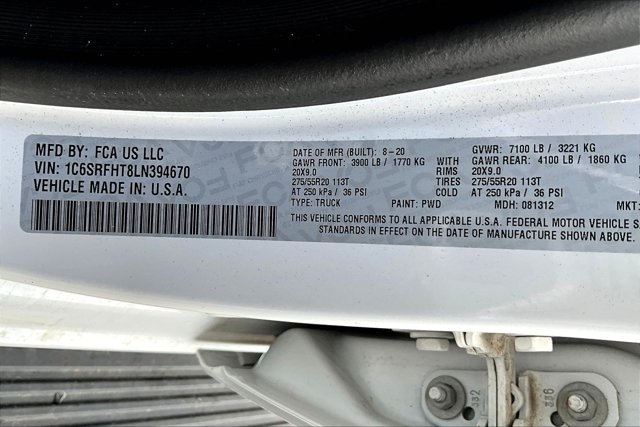 MFD BY: FCA US LLC
VIN: 1C6SRFHT8LN394670
VEHICLE MADE IN: U.S.A.
DATE OF MFR (BUILT): 8-20 GVWR: 7100 LB / 3221 KG
GAWR FRONT: 3900 LB / 1770 KG WITH GAWR REAR: 4100 LB / 1860 KG
20X9.0 RIMS 20X9.0
275/55R20 113T TIRES 275/55R20 113T
AT 250 kPa / 36 PSI COLD AT 250 kPa / 36 PSI
TYPE: TRUCK PAINT: PWD MDH: 081312 MKT:
THIS VEHICLE CONFORMS TO ALL APPLICABLE U.S.A. FEDERAL MOTOR VEHICLE
STANDARDS IN EFFECT ON THE DATE OF MANUFACTURE SHOWN ABOVE.
332
336